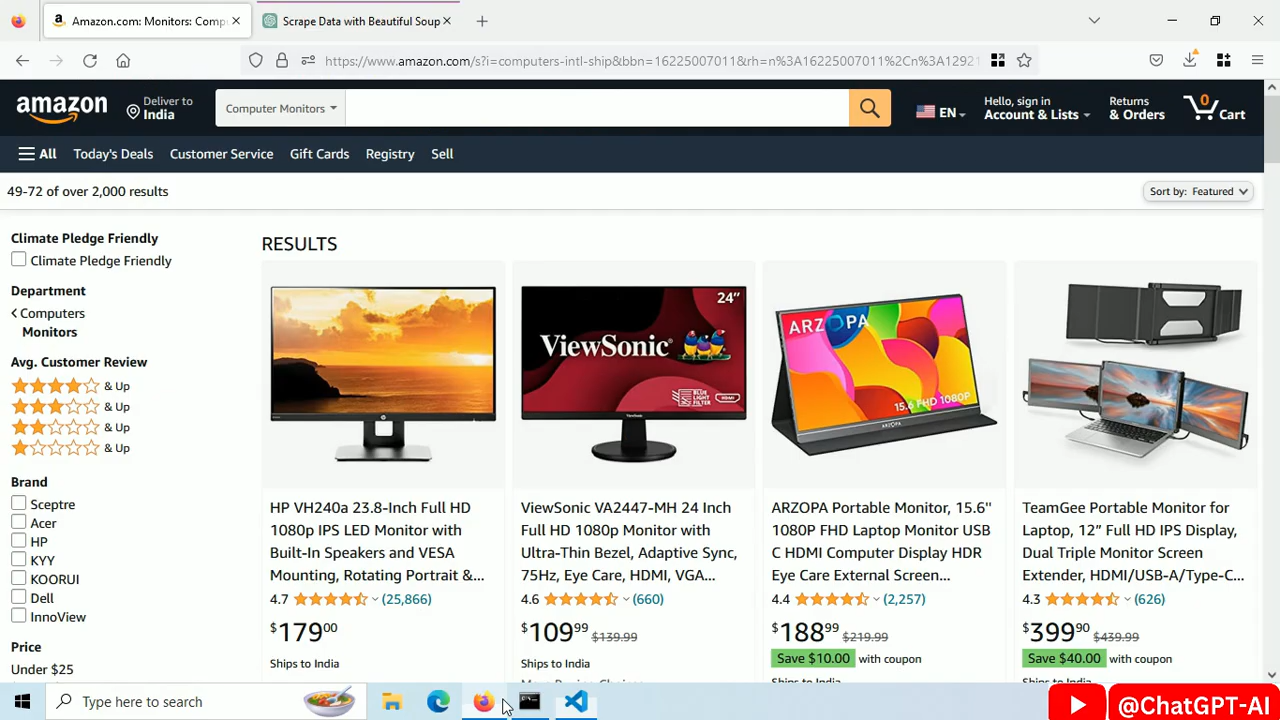 Amazon.com: Monitors: Comp
Scrape Data with Beautiful Soup
https://www.amazon.com/s?i=computers-intl-ship&bbn=16225007011&rh=n%3A16225007011%2Cn%3A1292
amazon
Deliver to
India
Computer Monitors
EN
Hello, sign in
Account & Lists
Returns
& Orders
0
Cart
All
Today's Deals
Customer Service
Gift Cards
Registry
Sell
49-72 of over 2,000 results
Sort by: Featured
Climate Pledge Friendly
Climate Pledge Friendly
Department
Computers
Monitors
Avg. Customer Review
& Up
& Up
& Up
& Up
Brand
Sceptre
Acer
HP
KYY
KOORUI
Dell
InnoView
Price
Under $25
RESULTS
HP VH240a 23.8-Inch Full HD
1080p IPS LED Monitor with
Built-In Speakers and VESA
Mounting, Rotating Portrait &...
4.7 (25,866)
$179.00
Ships to India
24"
ViewSonic
BLUE LIGHT FILTER
HDMI
ViewSonic VA2447-MH 24 Inch
Full HD 1080p Monitor with
Ultra-Thin Bezel, Adaptive Sync,
75Hz, Eye Care, HDMI, VGA...
4.6 (660)
$109.99 $139.99
Ships to India
More Buying Choices
ARZOPA
15.6 FHD 1080P
ARZOPA
ARZOPA Portable Monitor, 15.6''
1080P FHD Laptop Monitor USB
C HDMI Computer Display HDR
Eye Care External Screen...
4.4 (2,257)
$188.99 $219.99
Save $10.00 with coupon
Ships to India
TeamGee Portable Monitor for
Laptop, 12” Full HD IPS Display,
Dual Triple Monitor Screen
Extender, HDMI/USB-A/Type-C...
4.3 (626)
$399.90 $439.99
Save $40.00 with coupon
Ships to India
Type here to search
@ChatGPT-AI